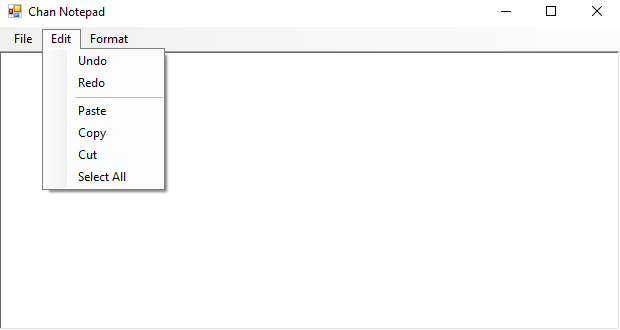 Chan Notepad
File Edit Format
Undo
Redo
Paste
Copy
Cut
Select All